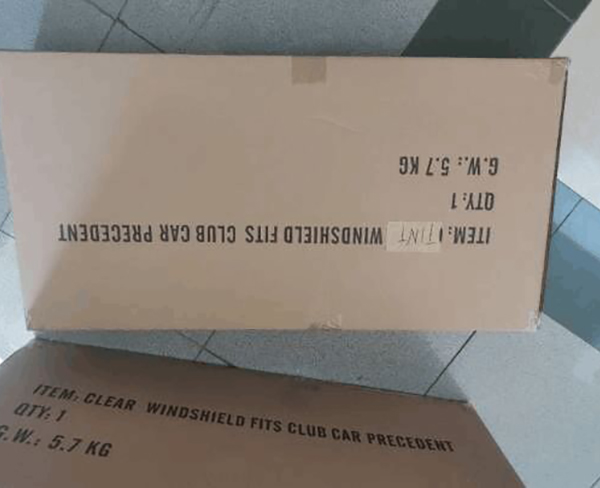 ITEM: TINT WINDSHIELD FITS CLUB CAR PRECEDENT
QTY: 1
G.W.: 5.7 KG
ITEM: CLEAR WINDSHIELD FITS CLUB CAR PRECEDENT
QTY: 1
G.W.: 5.7 KG